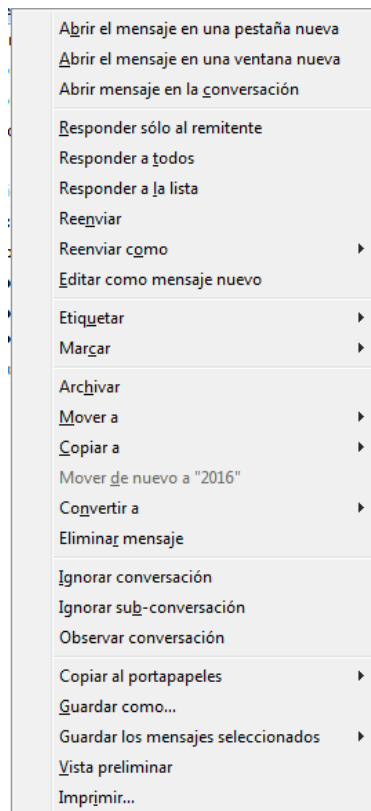 Abrir el mensaje en una pestaña nueva
Abrir el mensaje en una ventana nueva
Abrir mensaje en la conversación
Responder sólo al remitente
Responder a todos
Responder a la lista
Reenviar
Reenviar como
Editar como mensaje nuevo
Etiquetar
Marcar
Archivar
Mover a
Copiar a
Mover de nuevo a "2016"
Convertir a
Eliminar mensaje
Ignorar conversación
Ignorar sub-conversación
Observar conversación
Copiar al portapapeles
Guardar como...
Guardar los mensajes seleccionados
Vista preliminar
Imprimir...